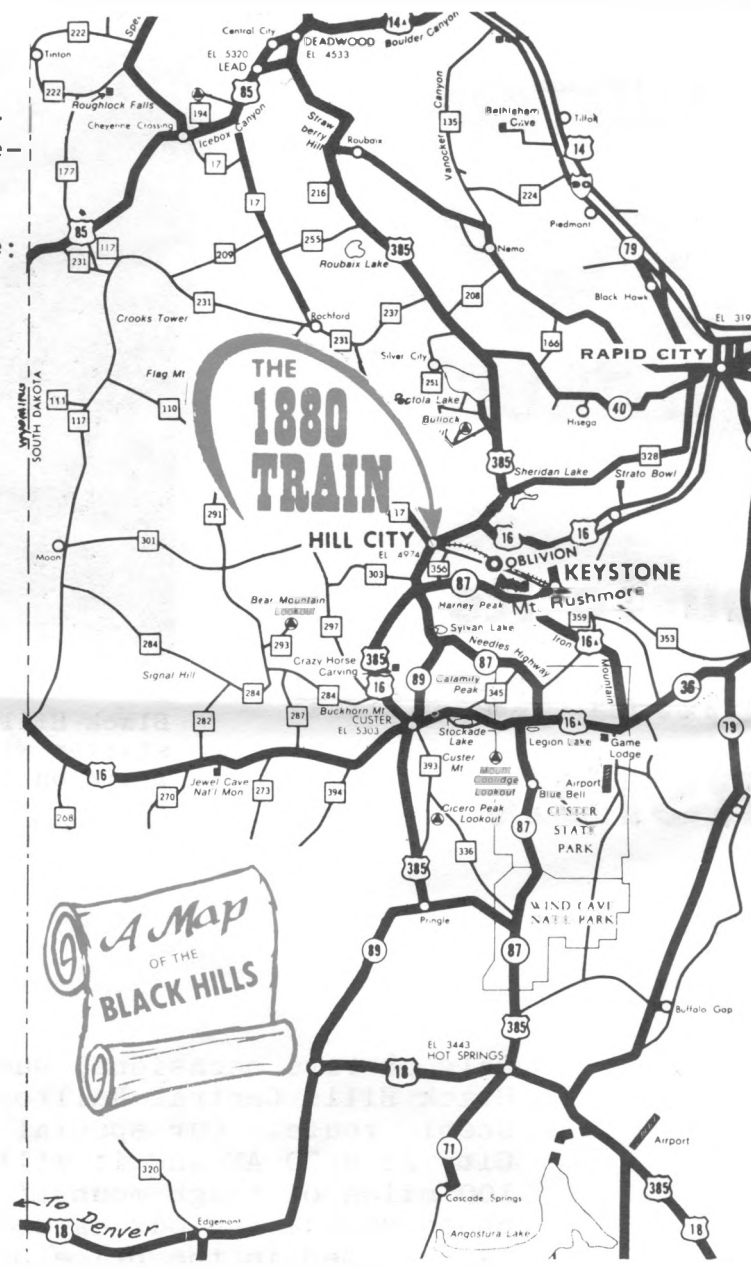 222
Central City
14A
Boulder Canyon
DEADWOOD
EL 5320
EL 4533
LEAD
Tinton
222
Roughlock Falls
85
194
Cheyenne Crossing
Icebox Canyon
17
Straw
berry
Hill
Roubaix
135
Vanocker Canyon
Bethlehem
Cave
Tilford
14
90
177
17
216
224
Piedmont
85
117
231
209
255
Roubaix Lake
385
Nemo
79
Black Hawk
208
Crooks Tower
231
Rochford
231
237
166
EL 319
Silver City
RAPID CITY
Flag Mt
THE
1880
TRAIN
251
Pactola Lake
Bullock
Hisega
40
Wyoming
SOUTH DAKOTA
111
117
110
385
Sheridan Lake
328
Strato Bowl
291
17
HILL CITY
EL 4974
16
16
OBLIVION
301
Moon
303
356
87
KEYSTONE
Harney Peak
Mt. Rushmore
Bear Mountain
Lookout
297
293
Sylvan Lake
359
Iron
Mountain
353
284
Signal Hill
Crazy Horse
Carving
385
16
89
87
Needles Highway
16A
Calamity
Peak
345
36
284
284
282
287
Buckhorn Mt
CUSTER
EL 5303
Stockade
Lake
16A
Legion Lake
Game
Lodge
79
16
Jewel Cave
Nat'l Mon
270
273
394
268
393
Custer
Mt
Mount
Coolidge
Lookout
Airport
Blue Bell
Cicero Peak
Lookout
87
CUSTER
STATE
PARK
336
385
A Map
OF THE
BLACK HILLS
Pringle
89
WIND CAVE
NAT'L PARK
87
Buffalo Gap
385
EL 3443
HOT SPRINGS
18
Airport
71
320
Cascade Springs
385
To Denver
18
Edgemont
Angostura Lake
18